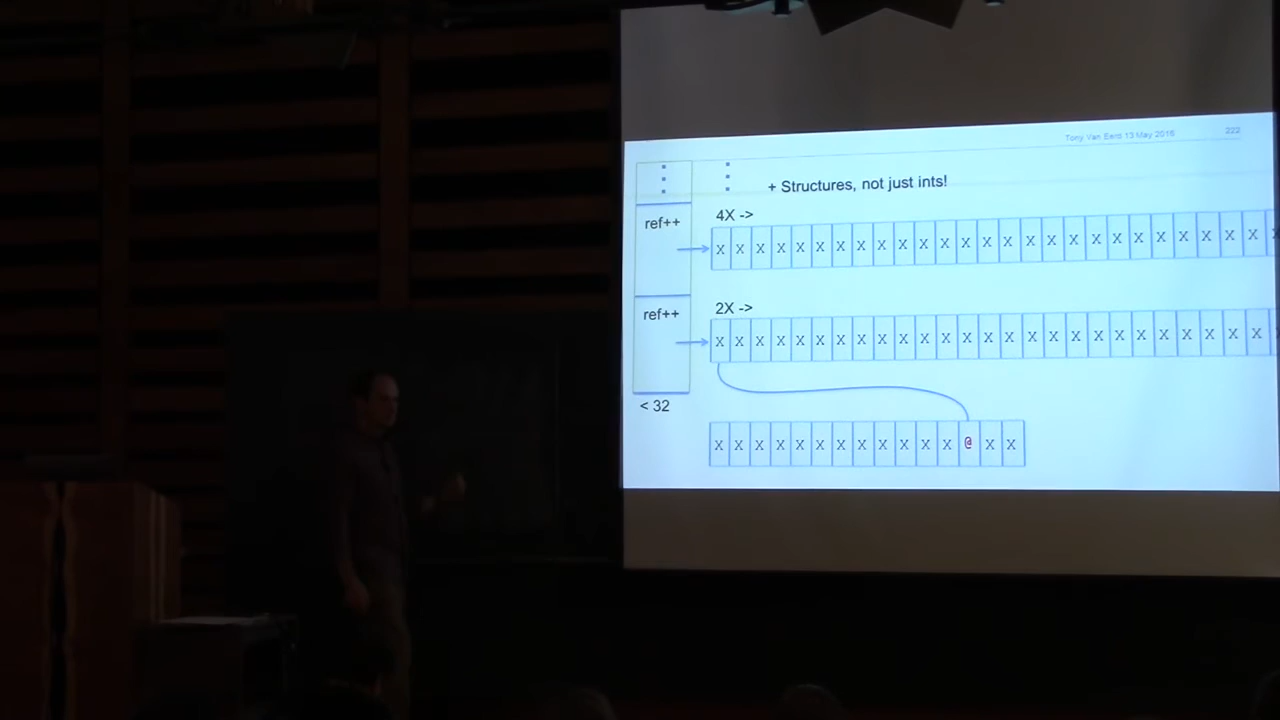 Tony Van Eerd 13 May 2016 222
+ Structures, not just ints!
ref++ 4X ->
X X X X X X X X X X X X X X X X X X X X X X X X X X X
ref++ 2X ->
X X X X X X X X X X X X X X X X X X X X X X X X X X
< 32
X X X X X X X X X X X X @ X X